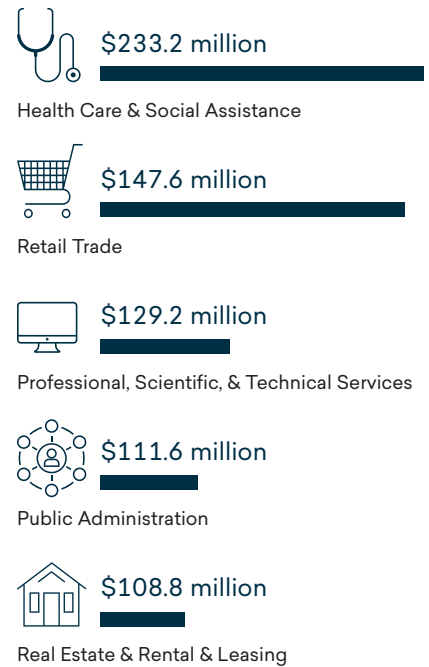 $233.2 million
Health Care & Social Assistance
$147.6 million
Retail Trade
$129.2 million
Professional, Scientific, & Technical Services
$111.6 million
Public Administration
$108.8 million
Real Estate & Rental & Leasing